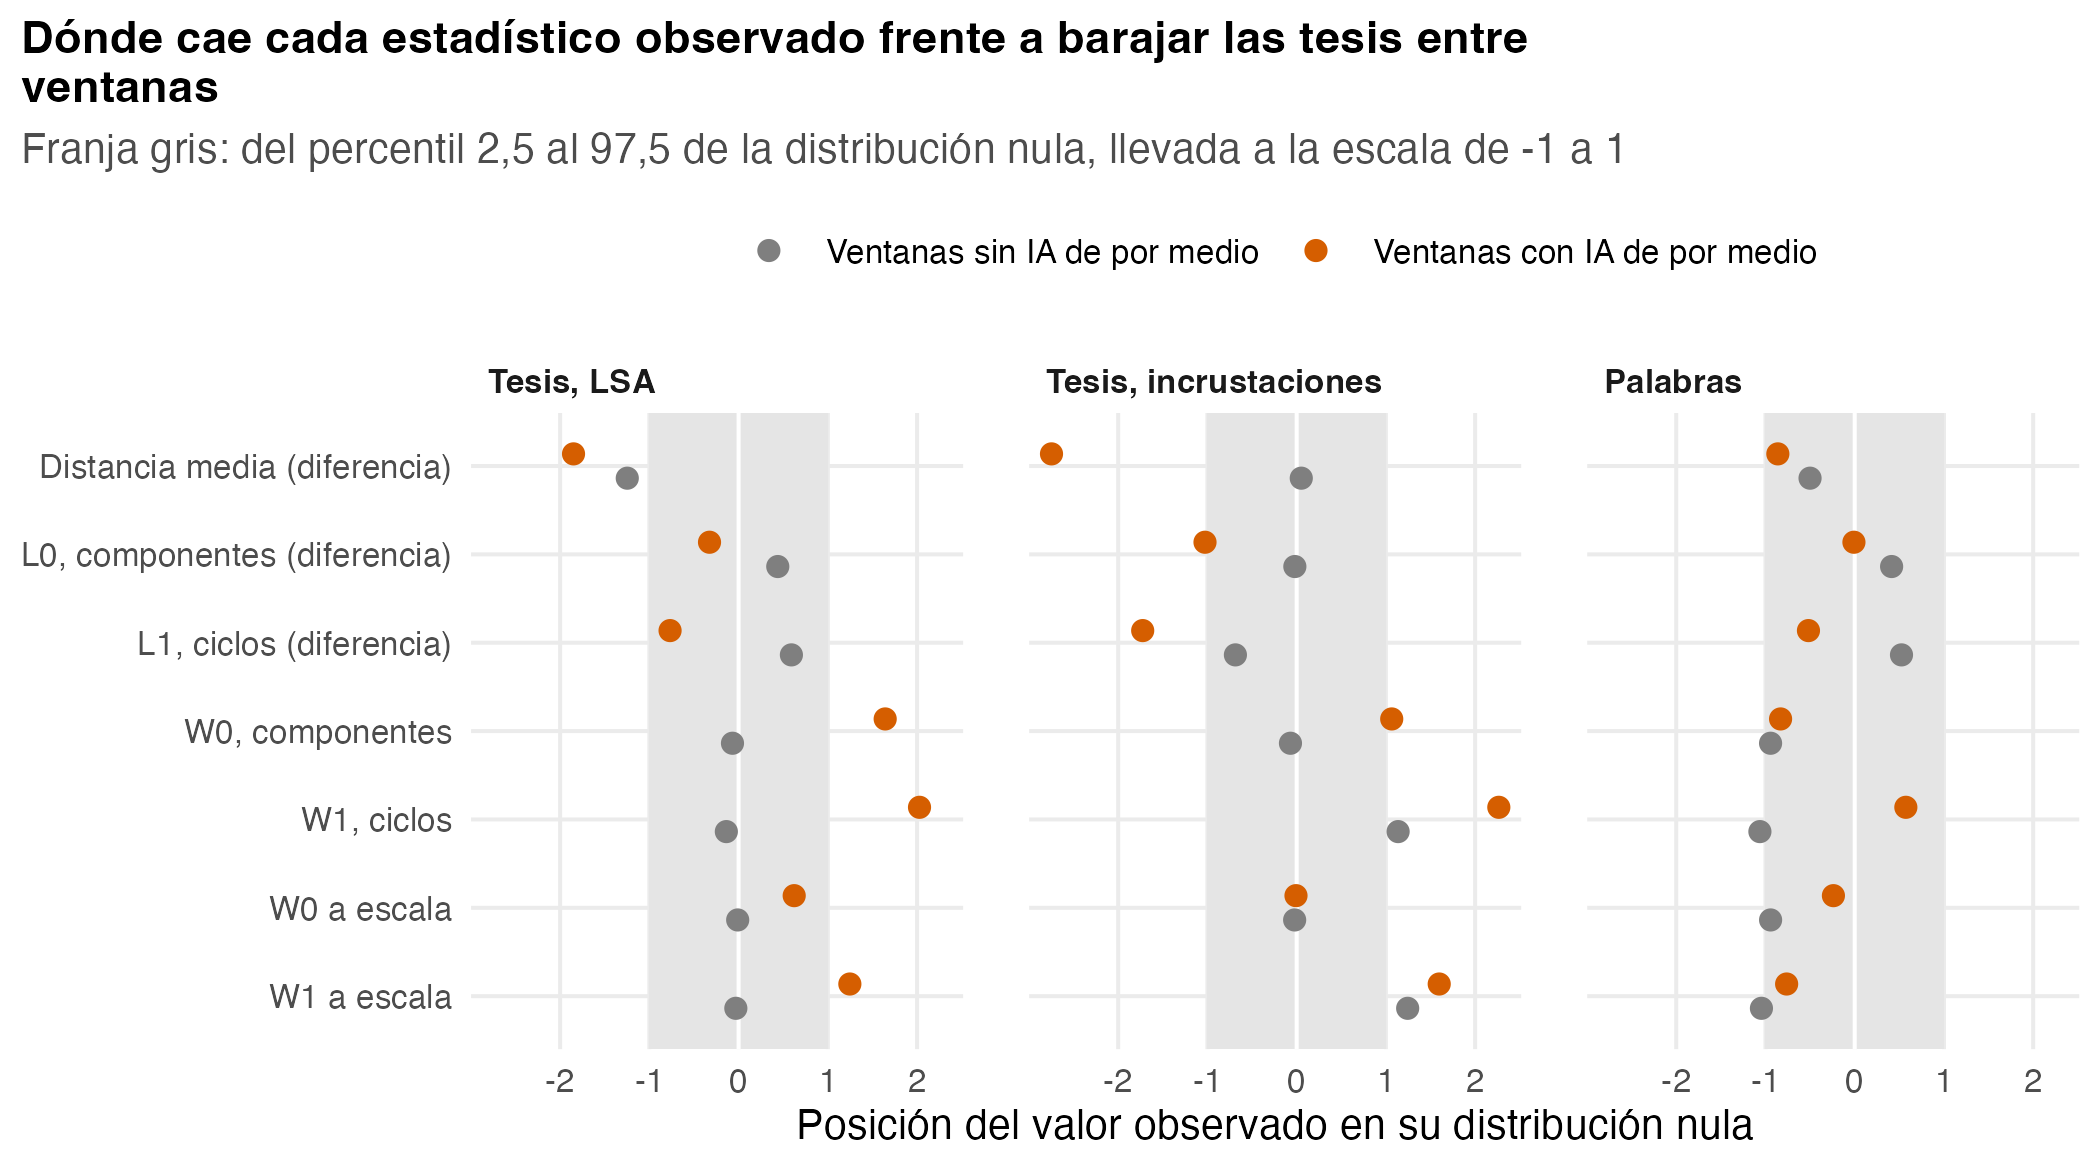 Dónde cae cada estadístico observado frente a barajar las tesis entre
ventanas
Franja gris: del percentil 2,5 al 97,5 de la distribución nula, llevada a la escala de -1 a 1
Ventanas sin IA de por medio Ventanas con IA de por medio
Tesis, LSA Tesis, incrustaciones Palabras
Distancia media (diferencia)
L0, componentes (diferencia)
L1, ciclos (diferencia)
W0, componentes
W1, ciclos
W0 a escala
W1 a escala
-2 -1 0 1 2 -2 -1 0 1 2 -2 -1 0 1 2
Posición del valor observado en su distribución nula